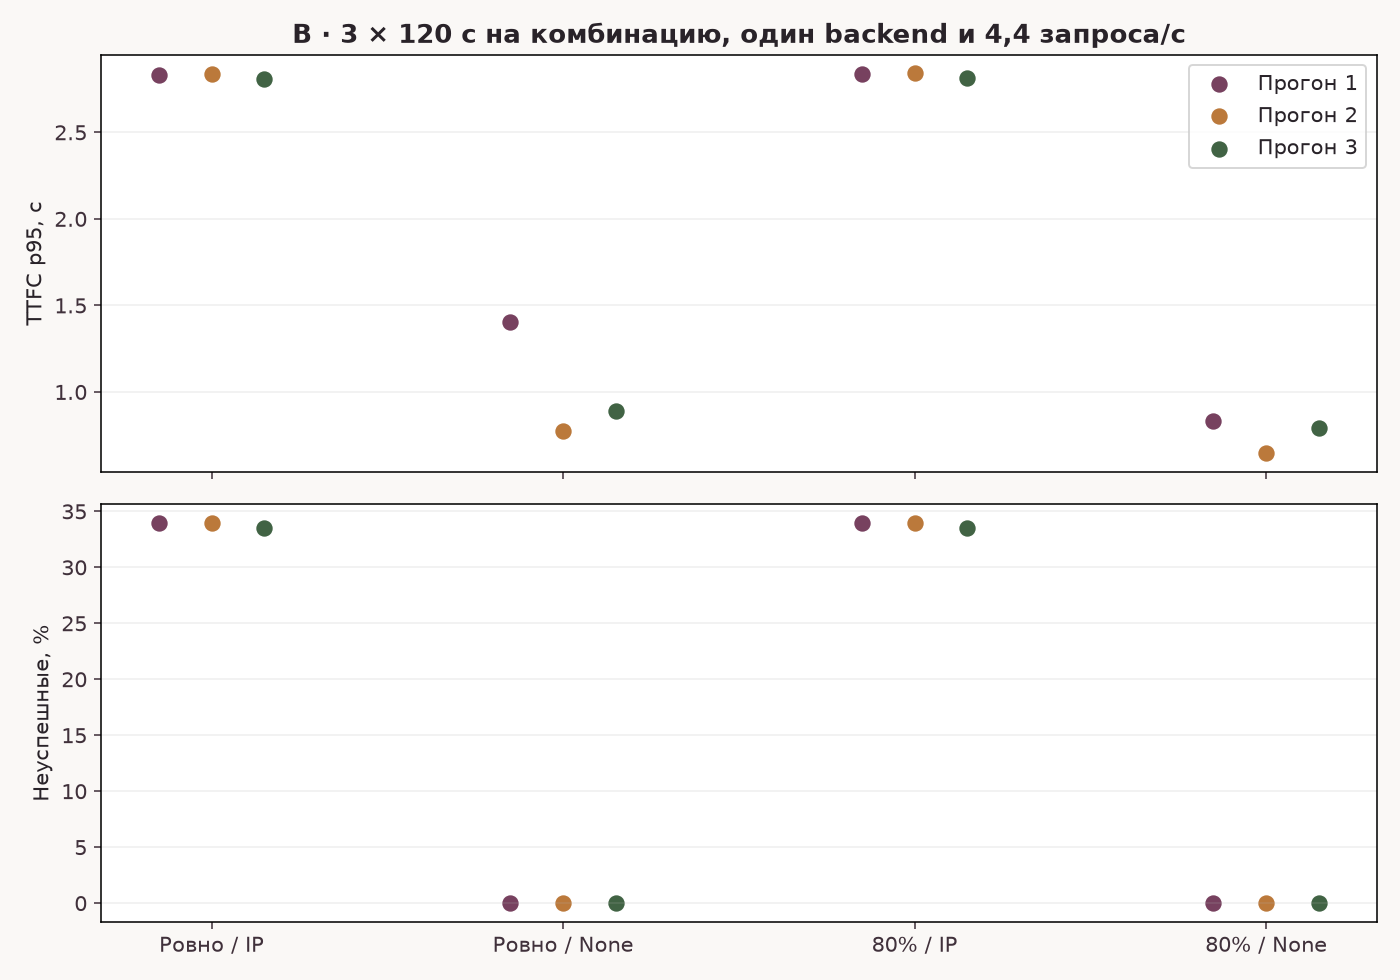 В · 3 × 120 с на комбинацию, один backend и 4,4 запроса/с
TTFC p95, с
2.5
2.0
1.5
1.0
Прогон 1
Прогон 2
Прогон 3
Неуспешные, %
35
30
25
20
15
10
5
0
Ровно / IP
Ровно / None
80% / IP
80% / None